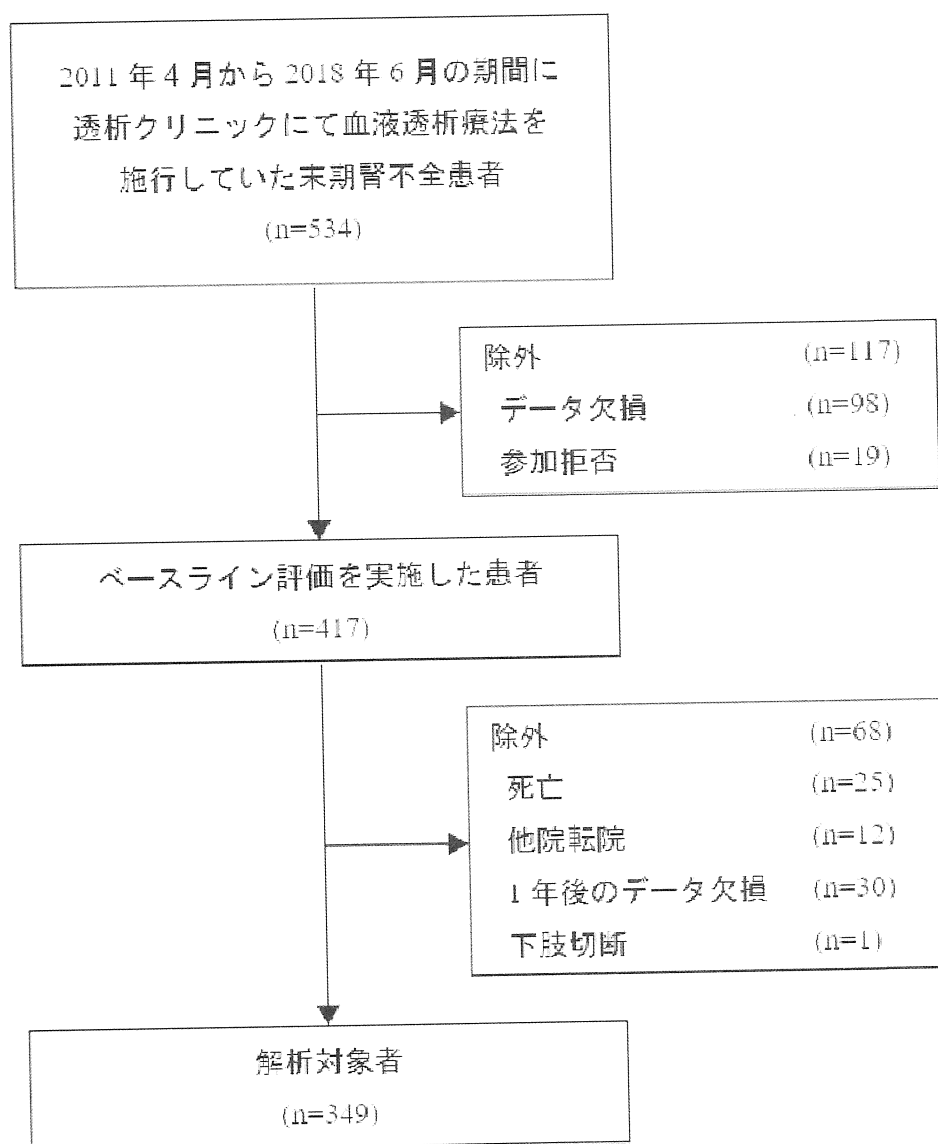 2011 年 4 月から 2018 年 6 月の期間に
透析クリニックにて血液透析療法を
施行していた末期腎不全患者
(n=534)
除外 (n=117)
データ欠損 (n=98)
参加拒否 (n=19)
ベースライン評価を実施した患者
(n=417)
除外 (n=68)
死亡 (n=25)
他院転院 (n=12)
1 年後のデータ欠損 (n=30)
下肢切断 (n=1)
解析対象者
(n=349)